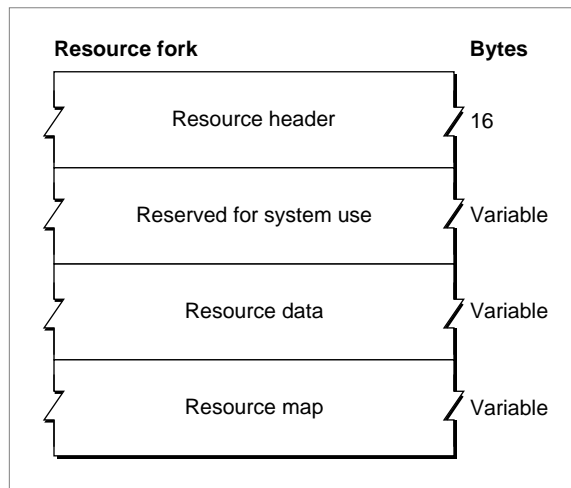 Resource fork Bytes
Resource header 16
Reserved for system use Variable
Resource data Variable
Resource map Variable